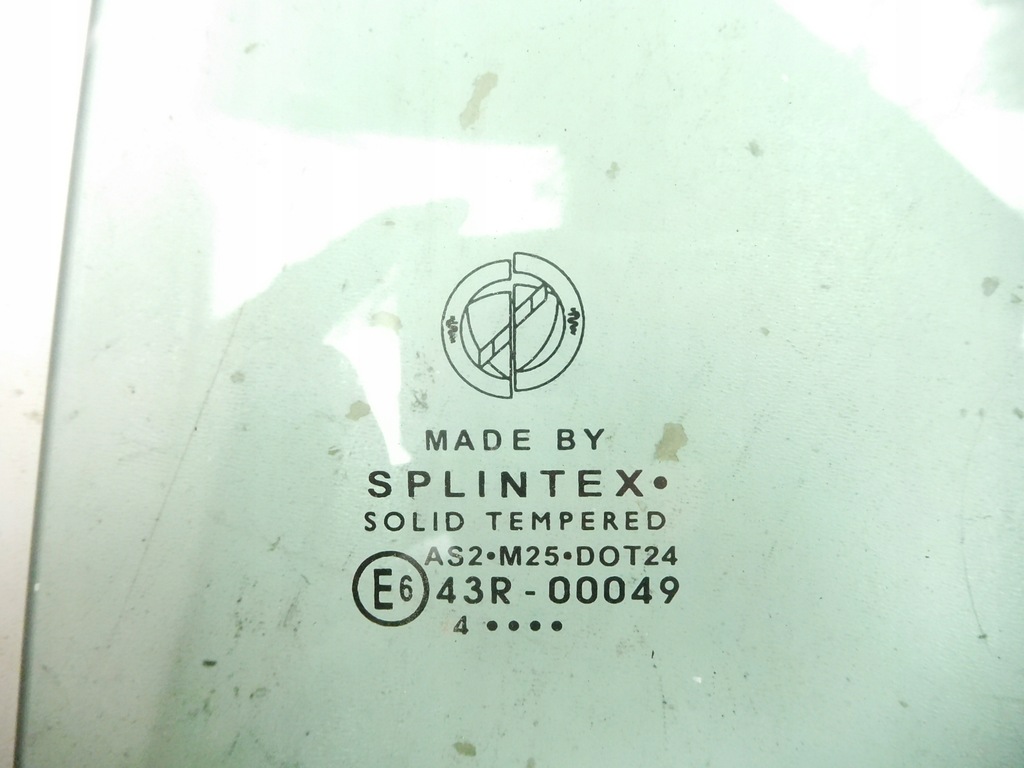 MADE BY
SPLINTEX•
SOLID TEMPERED
AS2•M25•DOT24
E6 43R-00049
4 ••••